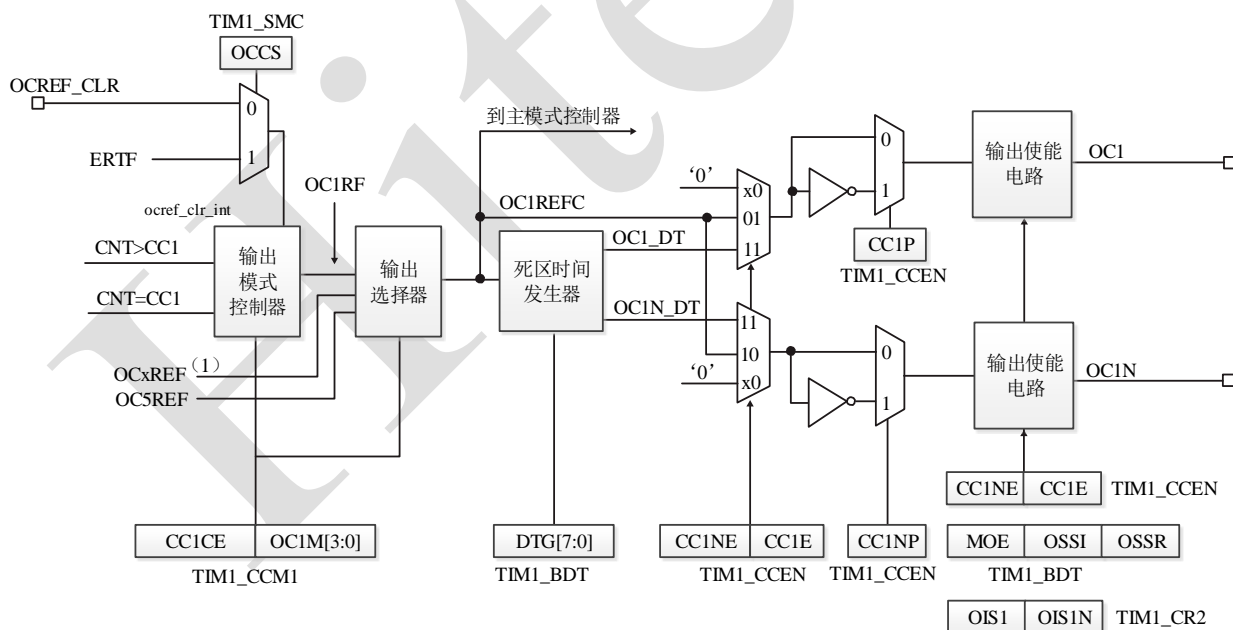 TIM1_SMC
OCCS
OCREF_CLR
0
1
ERTF
ocref_clr_int
OC1RF
CNT>CC1
CNT=CC1
输出
模式
控制器
输出
选择器
OCxREF(1)
OC5REF
CC1CE
OC1M[3:0]
TIM1_CCM1
到主模式控制器
OC1REFC
死区时间
发生器
OC1_DT
OC1N_DT
DTG[7:0]
TIM1_BDT
‘0’
x0
01
11
11
10
‘0’
x0
CC1NE
CC1E
TIM1_CCEN
0
1
CC1P
TIM1_CCEN
0
1
CC1NP
TIM1_CCEN
输出使能
电路
OC1
输出使能
电路
OC1N
CC1NE
CC1E
TIM1_CCEN
MOE
OSSI
OSSR
TIM1_BDT
OIS1
OIS1N
TIM1_CR2